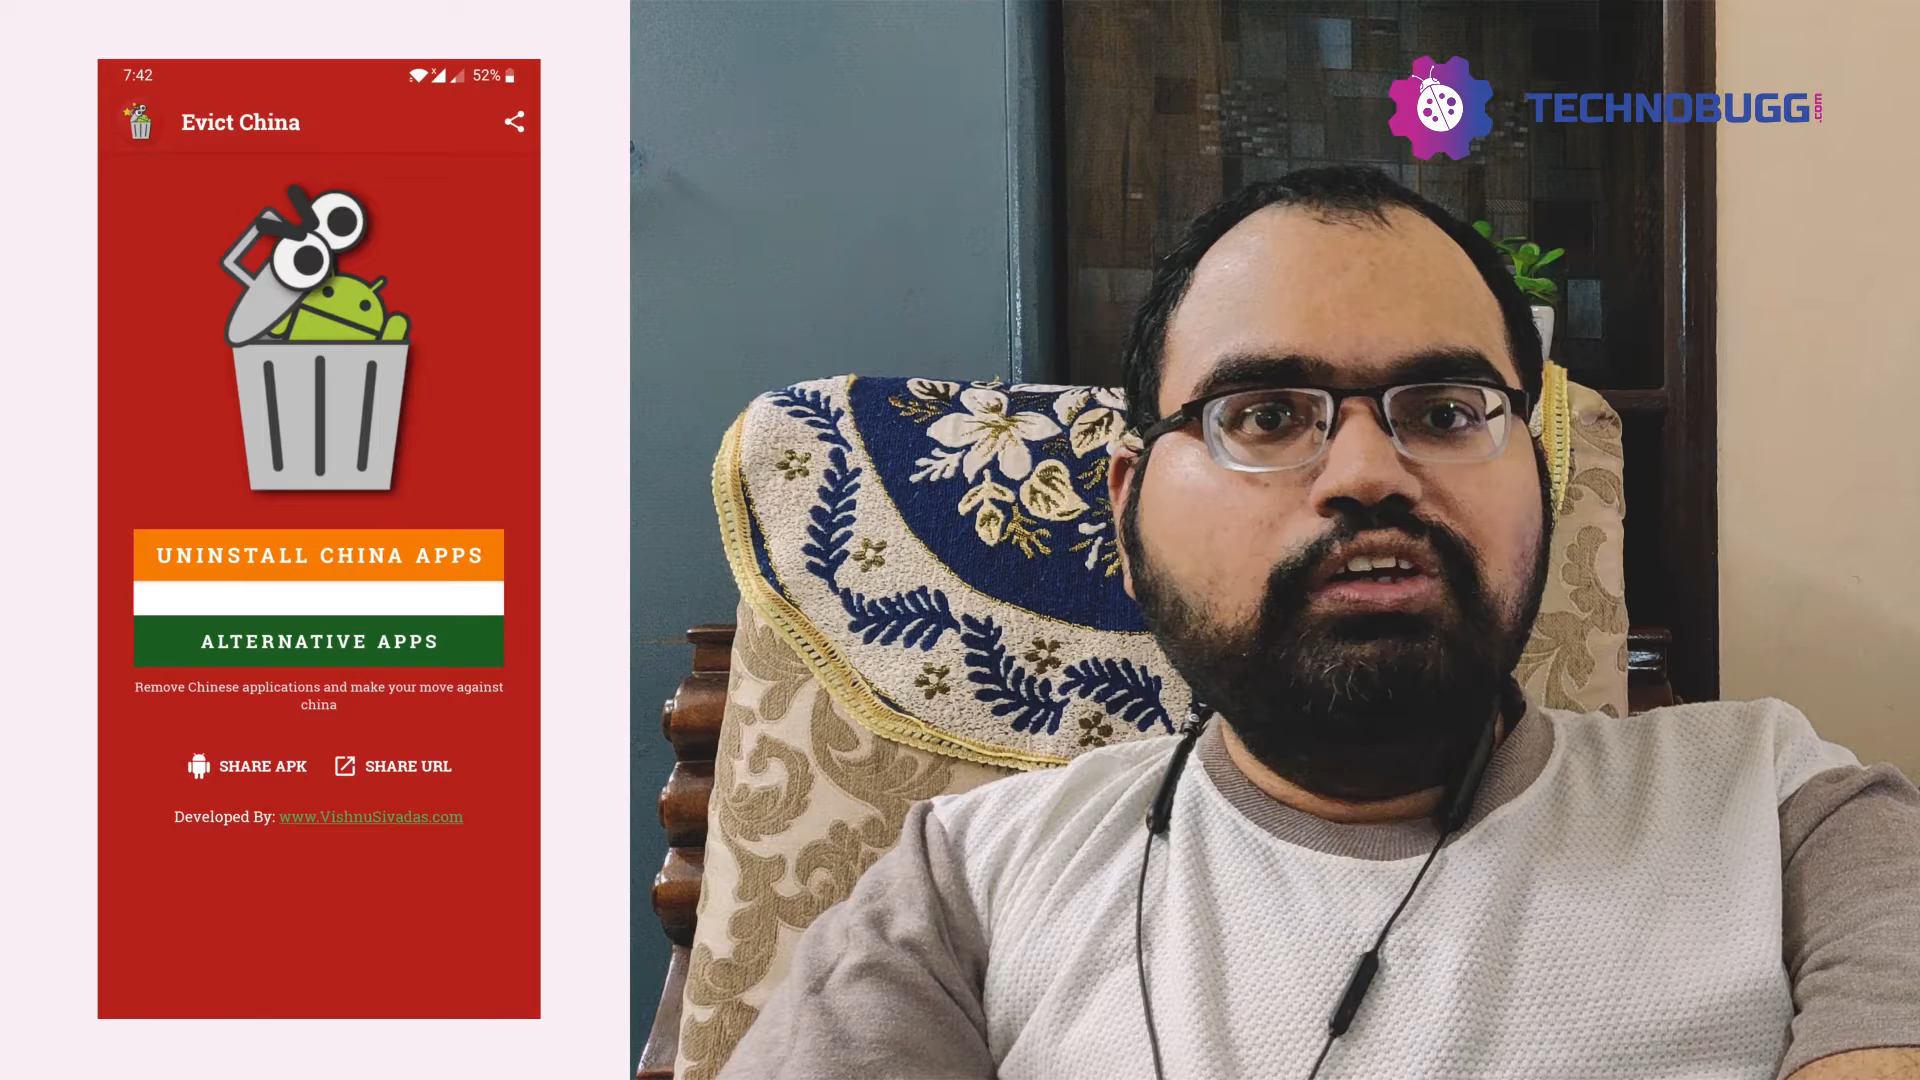 7:42
52%
Evict China
UNINSTALL CHINA APPS
ALTERNATIVE APPS
Remove Chinese applications and make your move against
china
SHARE APK
SHARE URL
Developed By: www.VishnuSivadas.com
TECHNOBUGG.com